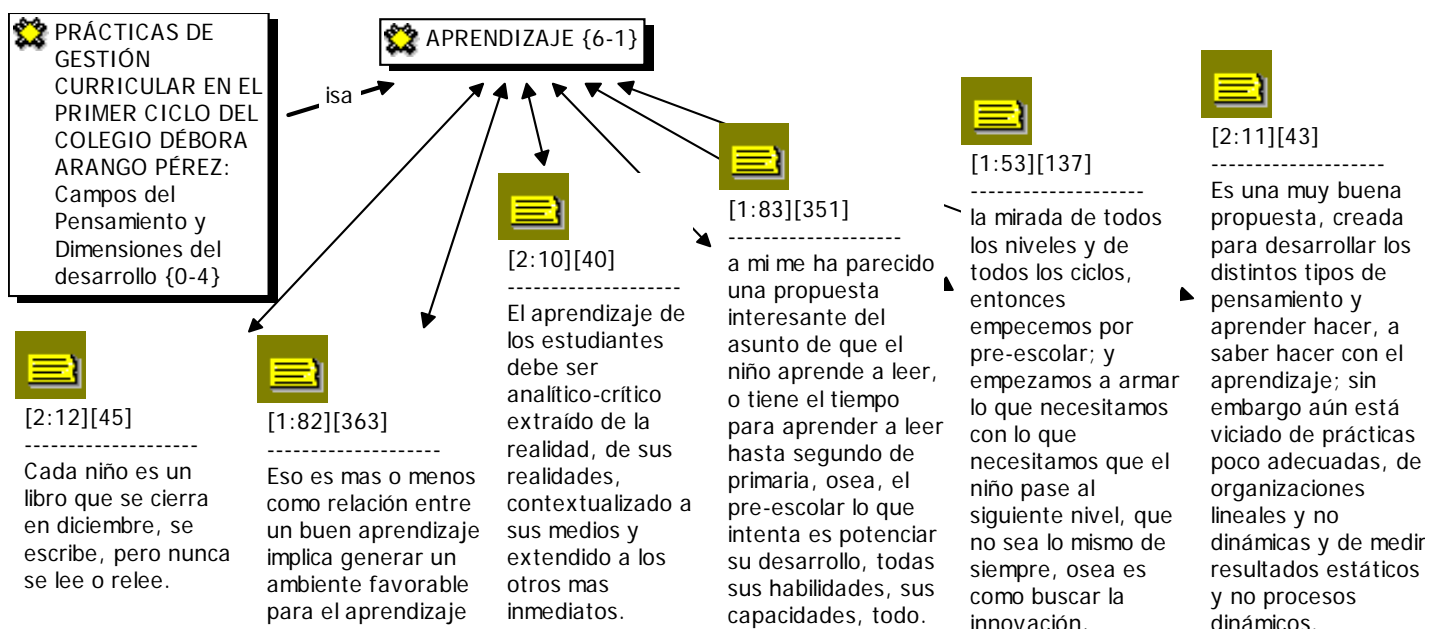 PRÁCTICAS DE
GESTIÓN
CURRICULAR EN EL
PRIMER CICLO DEL
COLEGIO DÉBORA
ARANGO PÉREZ:
Campos del
Pensamiento y
Dimensiones del
desarrollo {0-4}
isa
APRENDIZAJE {6-1}
[2:12][45]
--------------------
Cada niño es un
libro que se cierra
en diciembre, se
escribe, pero nunca
se lee o relee.
[1:82][363]
--------------------
Eso es mas o menos
como relación entre
un buen aprendizaje
implica generar un
ambiente favorable
para el aprendizaje
[2:10][40]
--------------------
El aprendizaje de
los estudiantes
debe ser
analítico-crítico
extraído de la
realidad, de sus
realidades,
contextualizado a
sus medios y
extendido a los
otros mas
inmediatos.
[1:83][351]
--------------------
a mi me ha parecido
una propuesta
interesante del
asunto de que el
niño aprende a leer,
o tiene el tiempo
para aprender a leer
hasta segundo de
primaria, osea, el
pre-escolar lo que
intenta es potenciar
su desarrollo, todas
sus habilidades, sus
capacidades, todo.
[1:53][137]
--------------------
la mirada de todos
los niveles y de
todos los ciclos,
entonces
empecemos por
pre-escolar; y
empezamos a armar
lo que necesitamos
con lo que
necesitamos que el
niño pase al
siguiente nivel, que
no sea lo mismo de
siempre, osea es
como buscar la
innovación.
[2:11][43]
--------------------
Es una muy buena
propuesta, creada
para desarrollar los
distintos tipos de
pensamiento y
aprender hacer, a
saber hacer con el
aprendizaje; sin
embargo aún está
viciado de prácticas
poco adecuadas, de
organizaciones
lineales y no
dinámicas y de medir
resultados estáticos
y no procesos
dinámicos.